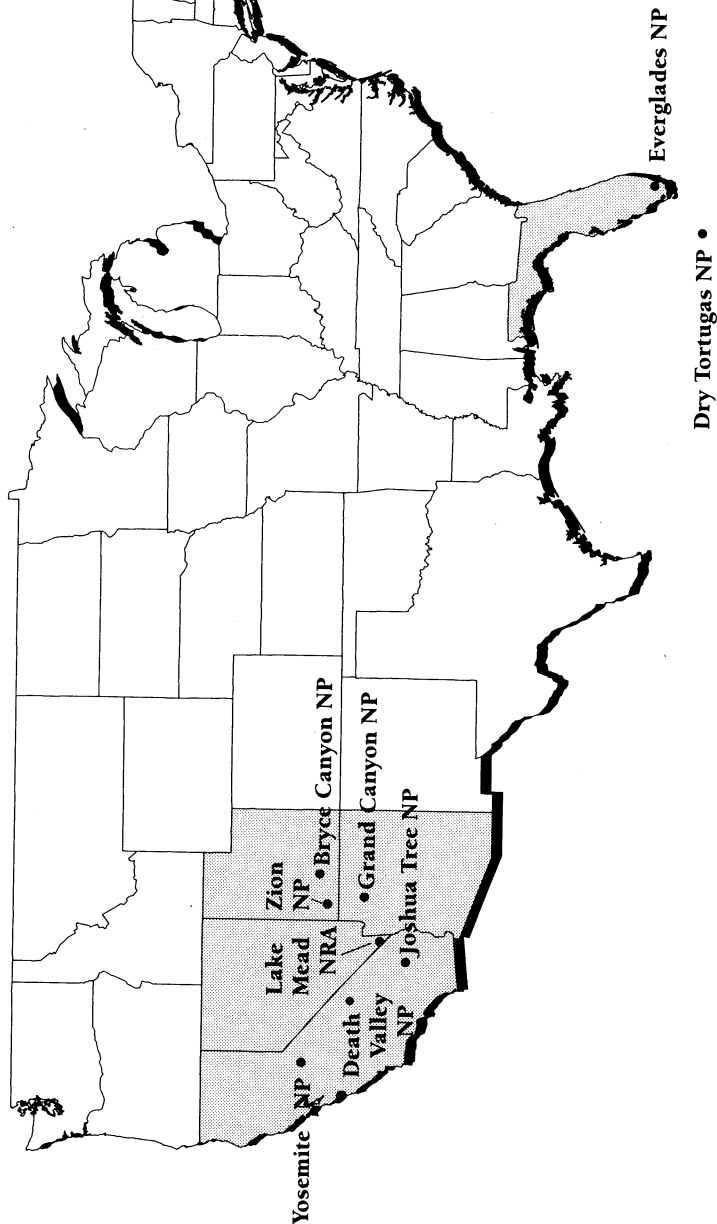 Yosemite NP
Death
Valley
NP
Lake
Mead
NRA
Zion
NP
Bryce Canyon NP
Grand Canyon NP
Joshua Tree NP
Everglades NP
Dry Tortugas NP